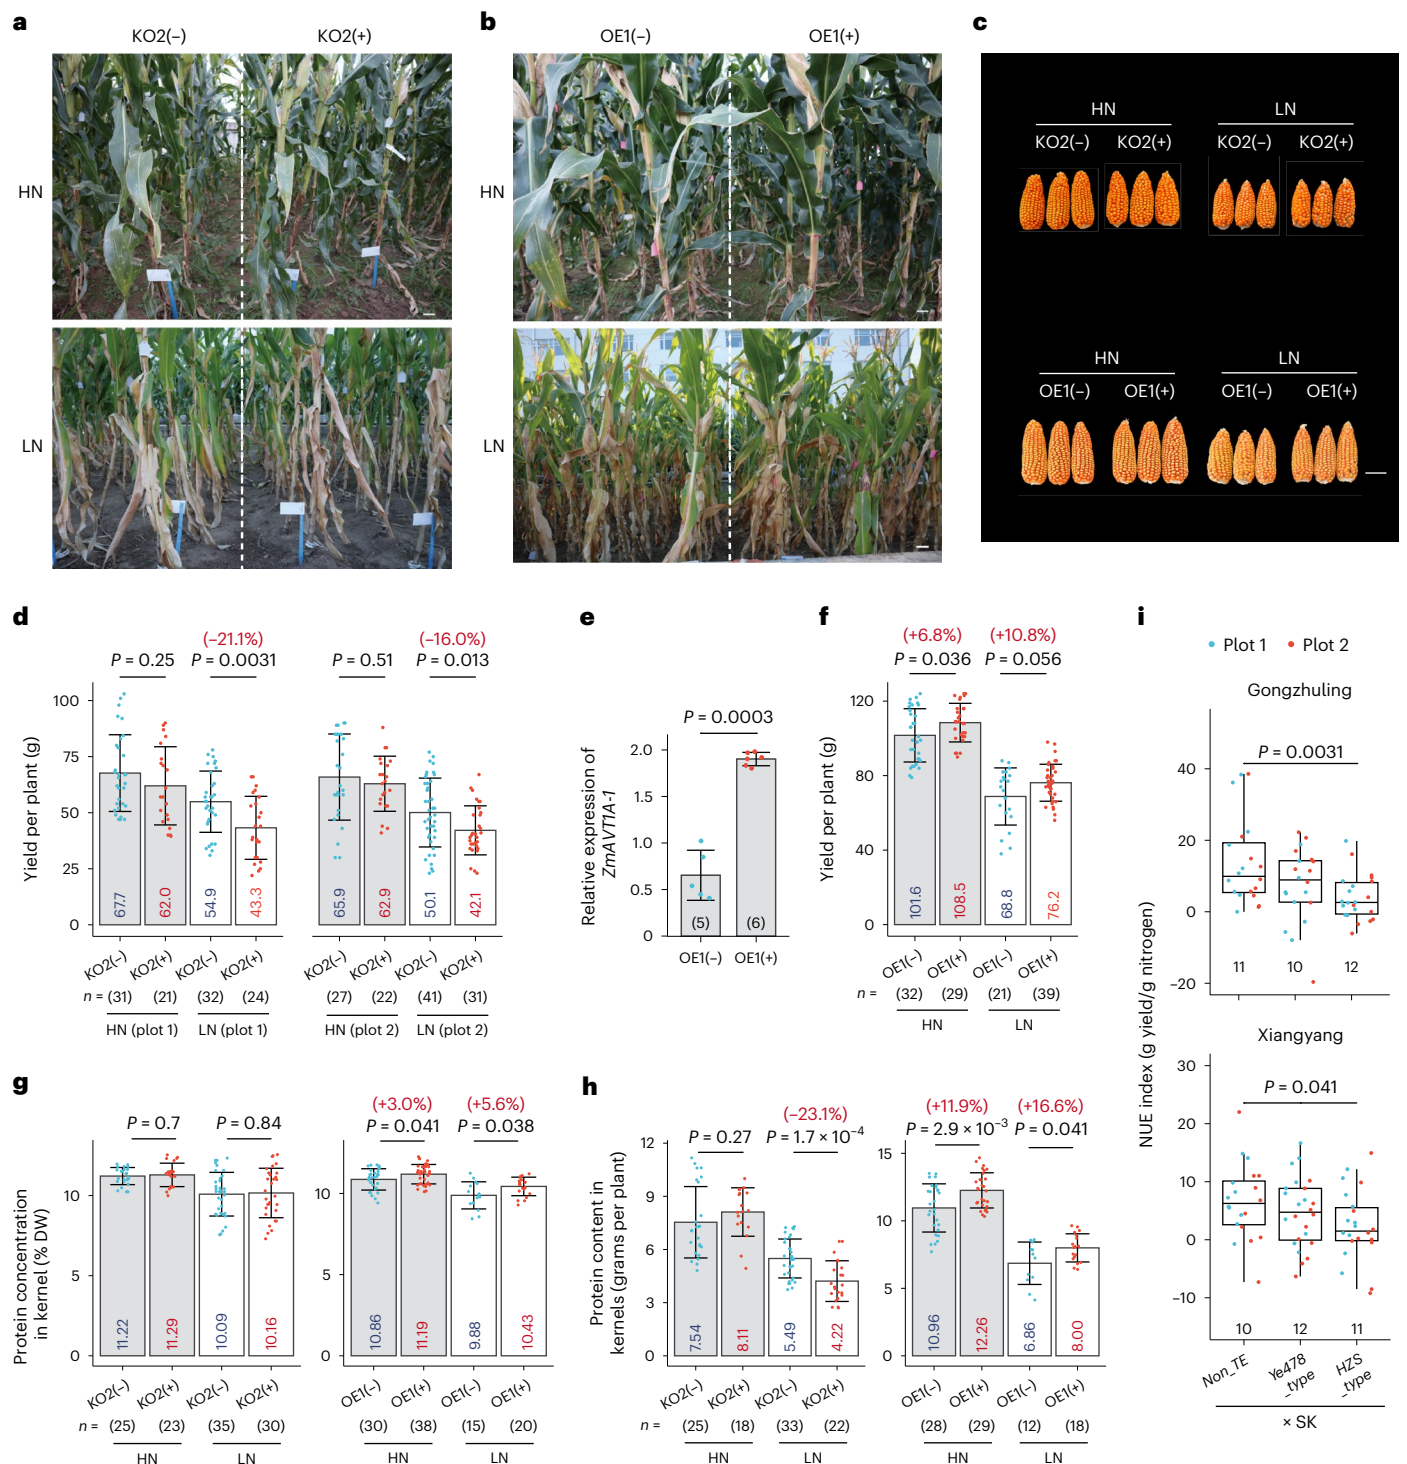 a
KO2(–) KO2(+)
HN
LN
b
OE1(–) OE1(+)
HN
LN
c
HN LN
KO2(–) KO2(+) KO2(–) KO2(+)
HN LN
OE1(–) OE1(+) OE1(–) OE1(+)
d
(–21.1%) (–16.0%)
P = 0.25 P = 0.0031 P = 0.51 P = 0.013
Yield per plant (g)
100
75
50
25
0
67.7 62.0 54.9 43.3 65.9 62.9 50.1 42.1
KO2(–) KO2(+) KO2(–) KO2(+) KO2(–) KO2(+) KO2(–) KO2(+)
n = (31) (21) (32) (24) (27) (22) (41) (31)
HN (plot 1) LN (plot 1) HN (plot 2) LN (plot 2)
e
P = 0.0003
Relative expression of
ZmAVT1A-1
2.0
1.5
1.0
0.5
0
(5) (6)
OE1(–) OE1(+)
f
(+6.8%) (+10.8%)
P = 0.036 P = 0.056
Yield per plant (g)
120
80
40
0
101.6 108.5 68.8 76.2
OE1(–) OE1(+) OE1(–) OE1(+)
n = (32) (29) (21) (39)
HN LN
g
P = 0.7 P = 0.84
Protein concentration
in kernel (% DW)
10
5
0
11.22 11.29 10.09 10.16
KO2(–) KO2(+) KO2(–) KO2(+)
n = (25) (23) (35) (30)
HN LN
(+3.0%) (+5.6%)
P = 0.041 P = 0.038
10
5
0
10.86 11.19 9.88 10.43
OE1(–) OE1(+) OE1(–) OE1(+)
(30) (38) (15) (20)
HN LN
h
(–23.1%)
P = 0.27 P = 1.7 × 10⁻⁴
Protein content in
kernels (grams per plant)
12
9
6
3
0
7.54 8.11 5.49 4.22
KO2(–) KO2(+) KO2(–) KO2(+)
n = (25) (18) (33) (22)
HN LN
(+11.9%) (+16.6%)
P = 2.9 × 10⁻³ P = 0.041
15
10
5
0
10.96 12.26 6.86 8.00
OE1(–) OE1(+) OE1(–) OE1(+)
(28) (29) (12) (18)
HN LN
i
Plot 1 Plot 2
Gongzhuling
P = 0.0031
NUE index (g yield/g nitrogen)
40
20
0
–20
11 10 12
Xiangyang
P = 0.041
30
20
10
0
–10
10 12 11
Non_TE Ye478 HZS
_type _type
× SK